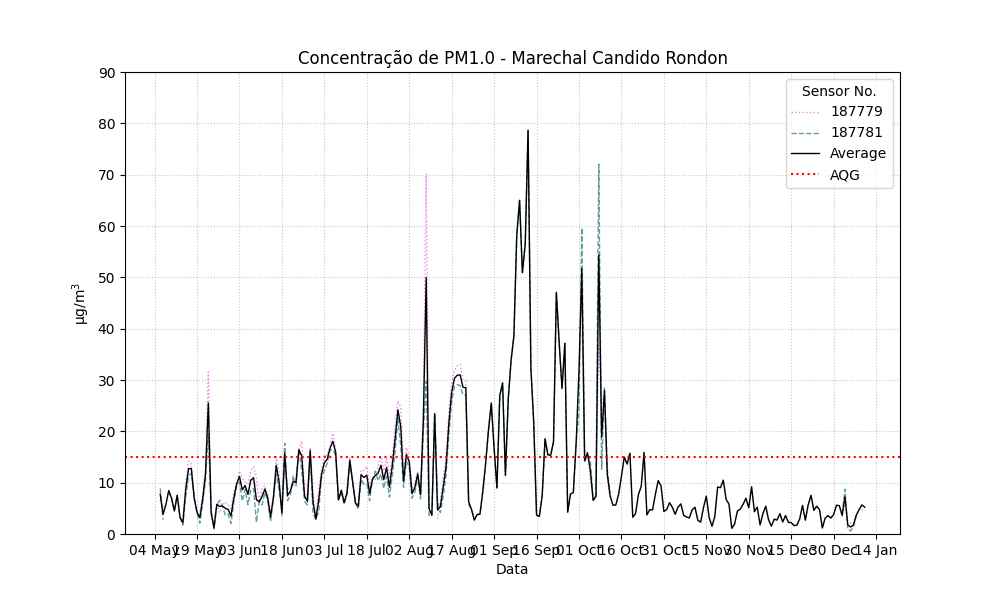 Concentração de PM1.0 - Marechal Candido Rondon
90
80
70
60
50
40
30
20
10
0
µg/m³
Sensor No.
187779
187781
Average
AQG
04 May 19 May 03 Jun 18 Jun 03 Jul 18 Jul 02 Aug 17 Aug 01 Sep 16 Sep 01 Oct 16 Oct 31 Oct 15 Nov 30 Nov 15 Dec 30 Dec 14 Jan
Data